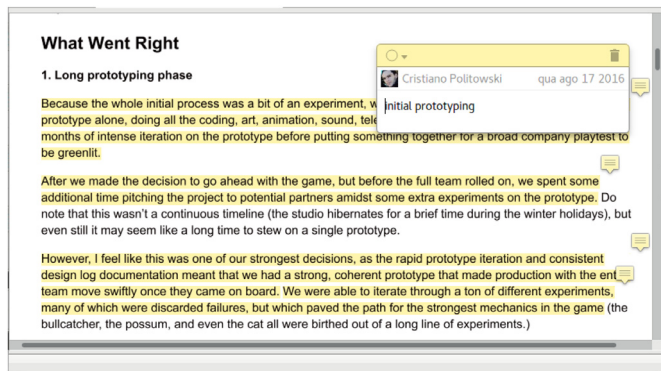 What Went Right
1. Long prototyping phase
Cristiano Politowski qua ago 17 2016
initial prototyping
Because the whole initial process was a bit of an experiment,
prototype alone, doing all the coding, art, animation, sound,
months of intense iteration on the prototype before putting something together for a broad company playtest to
be greenlit.
After we made the decision to go ahead with the game, but before the full team rolled on, we spent some
additional time pitching the project to potential partners amidst some extra experiments on the prototype. Do
note that this wasn't a continuous timeline (the studio hibernates for a brief time during the winter holidays), but
even still it may seem like a long time to stew on a single prototype.
However, I feel like this was one of our strongest decisions, as the rapid prototype iteration and consistent
design log documentation meant that we had a strong, coherent prototype that made production with the
team move swiftly once they came on board. We were able to iterate through a ton of different experiments,
many of which were discarded failures, but which paved the path for the strongest mechanics in the game (the
bullcatcher, the possum, and even the cat all were birthed out of a long line of experiments.)